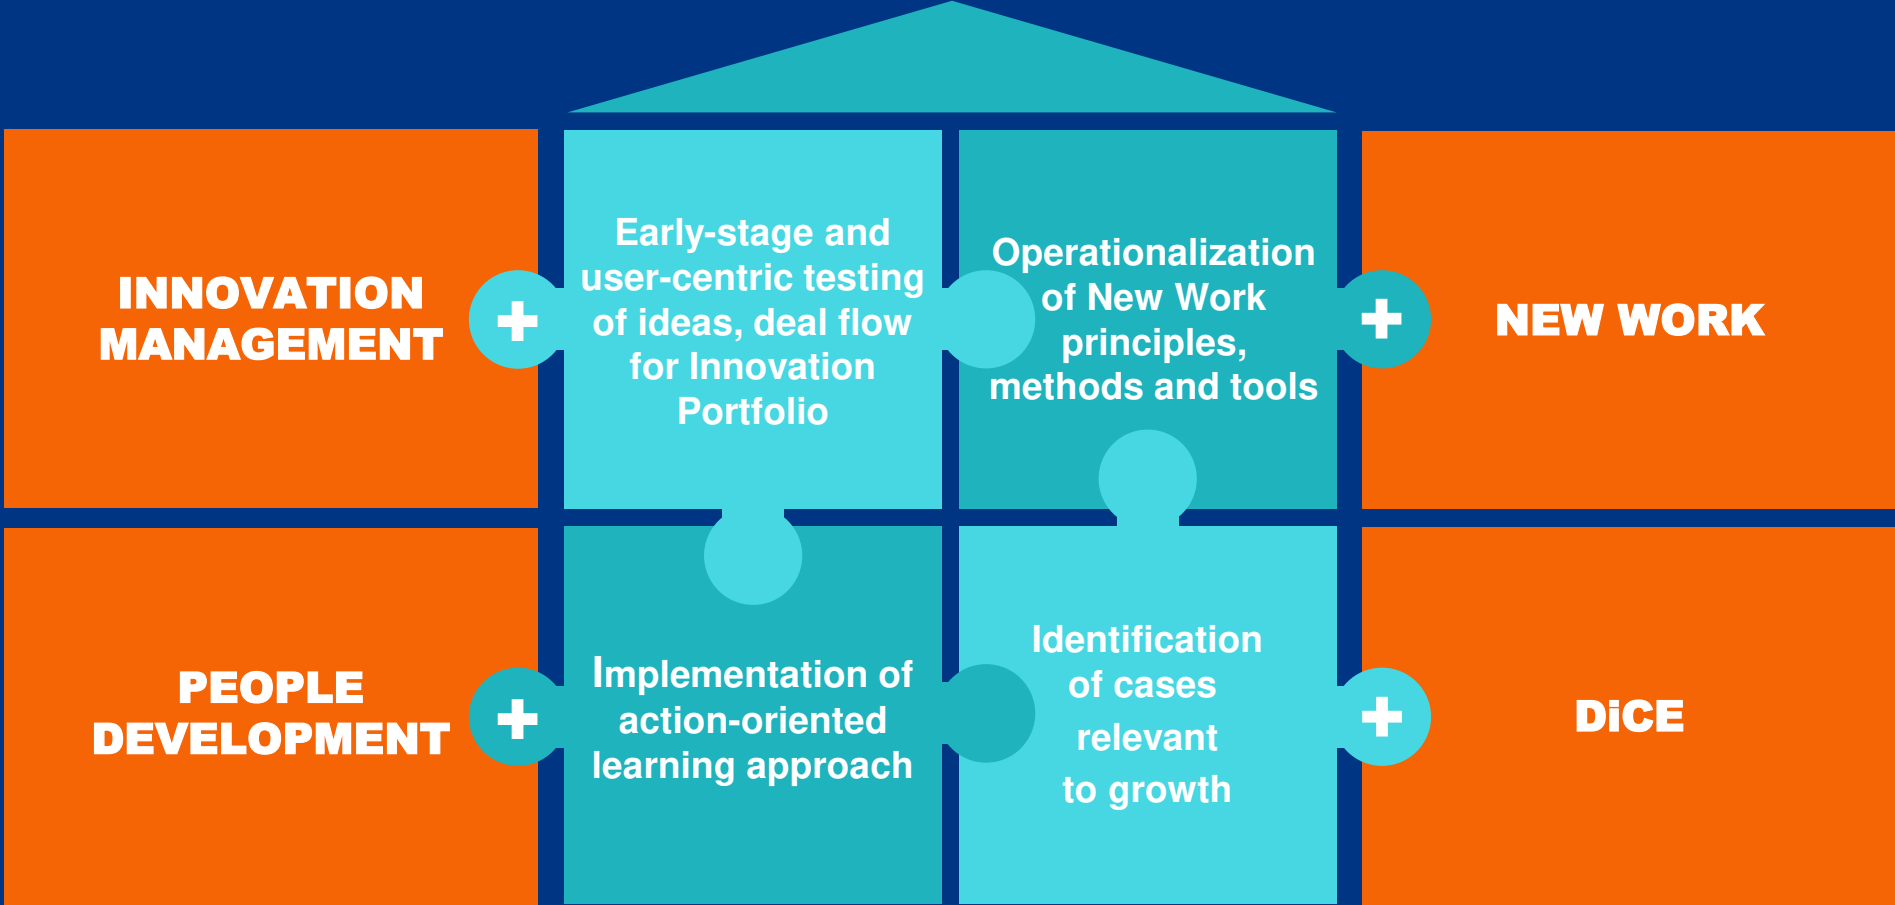 INNOVATION
MANAGEMENT
Early-stage and
user-centric testing
of ideas, deal flow
for Innovation
Portfolio
Operationalization
of New Work
principles,
methods and tools
NEW WORK
PEOPLE
DEVELOPMENT
Implementation of
action-oriented
learning approach
Identification
of cases
relevant
to growth
DiCE